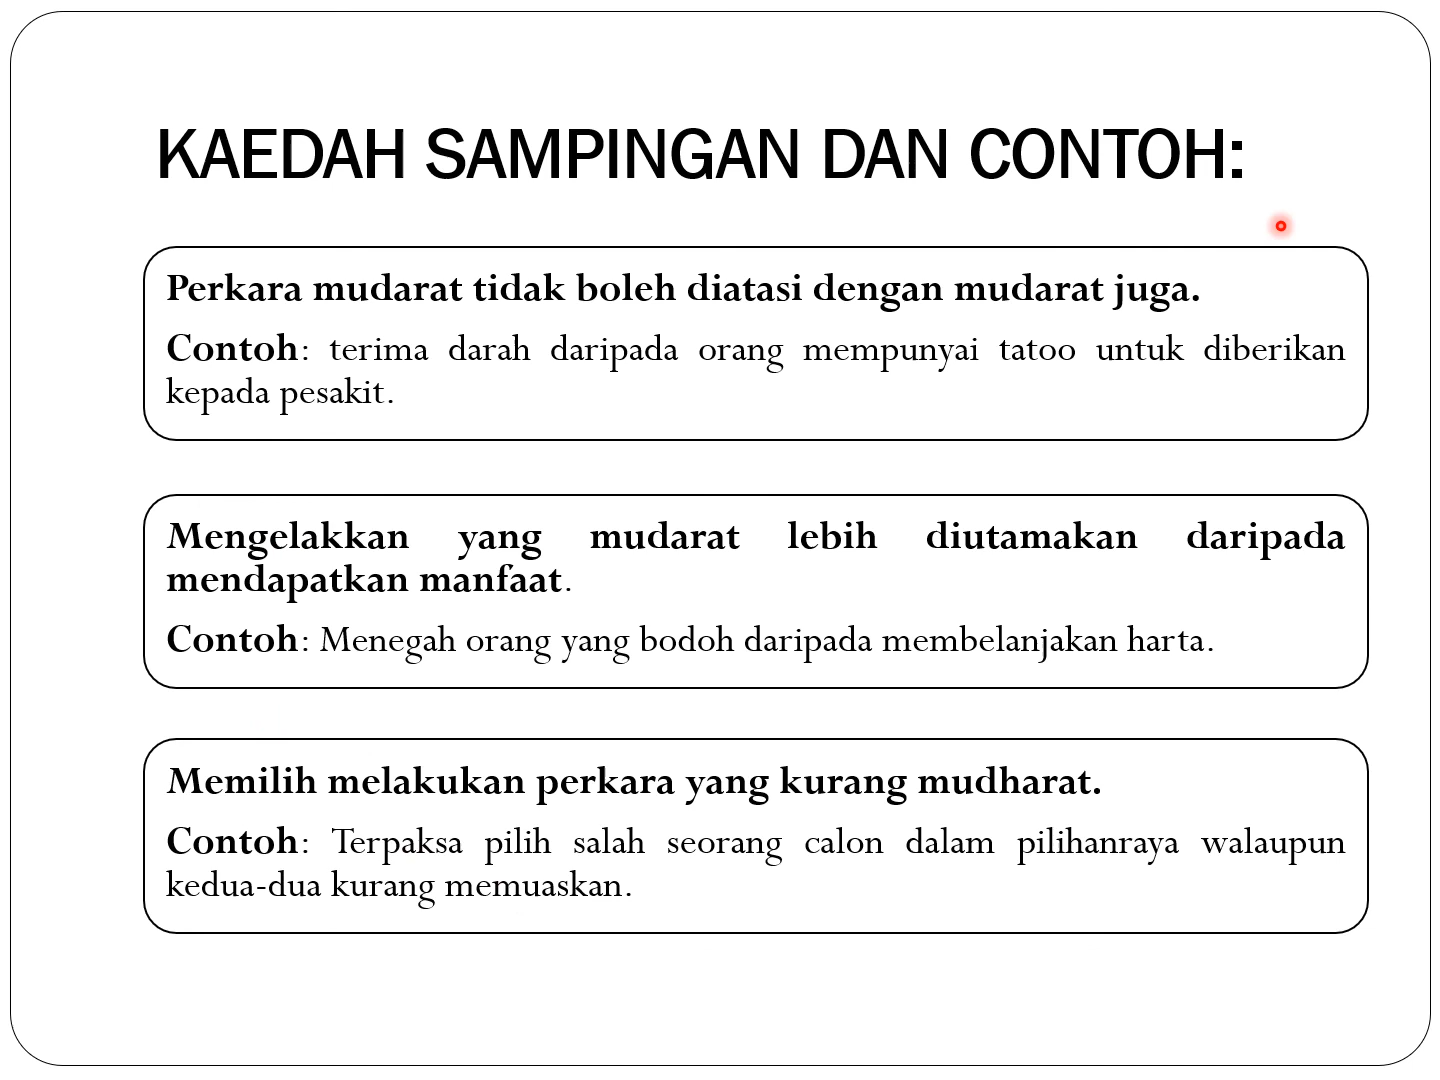 KAEDAH SAMPINGAN DAN CONTOH:
Perkara mudarat tidak boleh diatasi dengan mudarat juga.
Contoh: terima darah daripada orang mempunyai tatoo untuk diberikan
kepada pesakit.
Mengelakkan yang mudarat lebih diutamakan daripada
mendapatkan manfaat.
Contoh: Menegah orang yang bodoh daripada membelanjakan harta.
Memilih melakukan perkara yang kurang mudharat.
Contoh: Terpaksa pilih salah seorang calon dalam pilihanraya walaupun
kedua-dua kurang memuaskan.